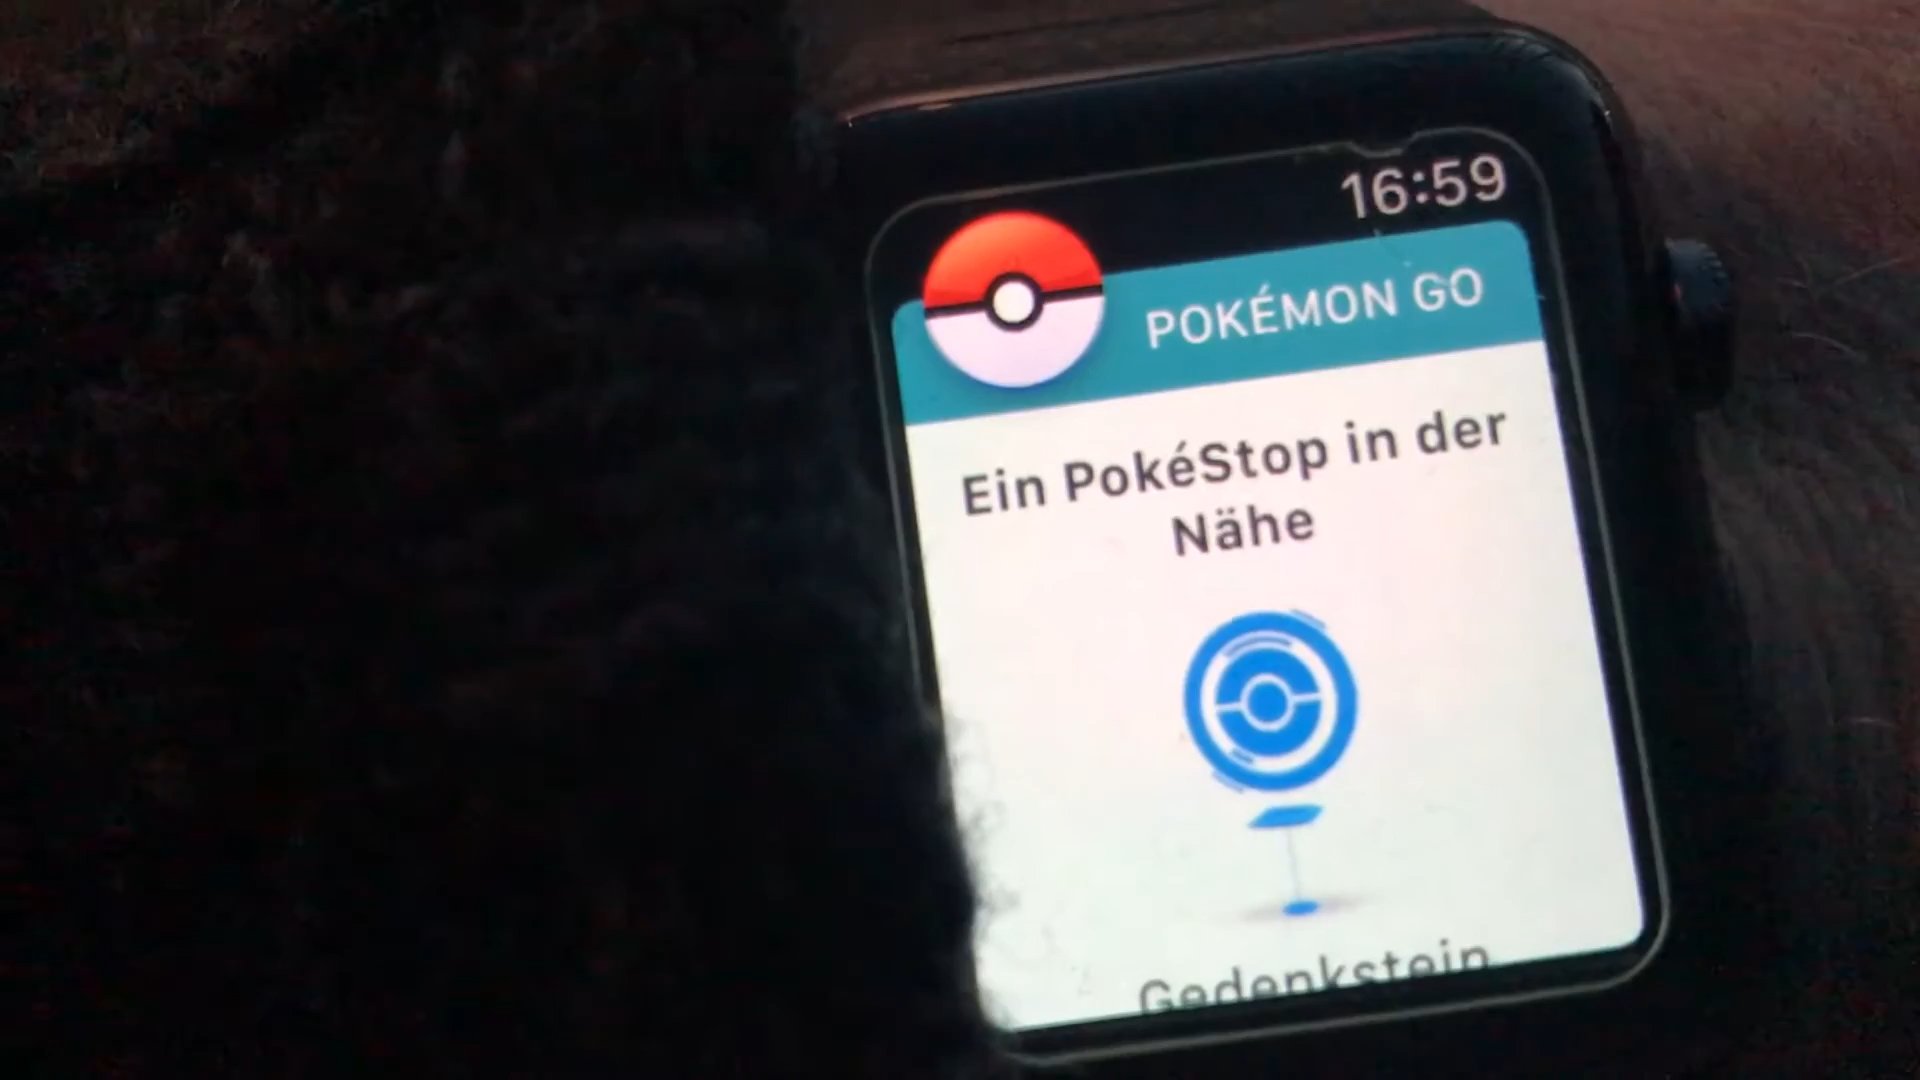 16:59
POKÉMON GO
Ein PokéStop in der
Nähe
Gedenkstein